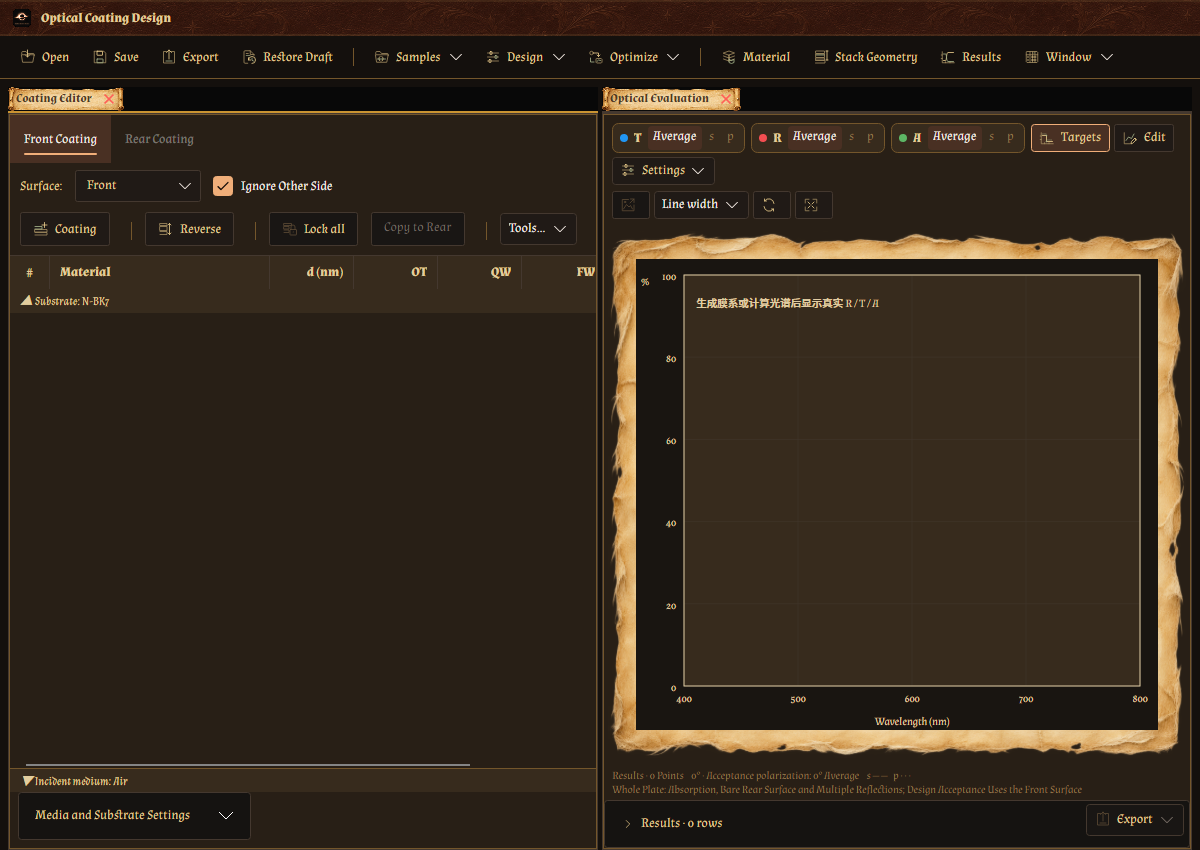 Optical Coating Design
Open Save Export Restore Draft Samples Design Optimize Material Stack Geometry Results Window
Coating Editor
Front Coating Rear Coating
Surface: Front Ignore Other Side
Coating Reverse Lock all Copy to Rear Tools...
# Material d (nm) OT QW FW
Substrate: N-BK7
Incident medium: Air
Media and Substrate Settings
Optical Evaluation
T Average s p R Average s p A Average s p Targets Edit
Settings
Line width
% 100
生成膜系或计算光谱后显示真实 R / T / A
80
60
40
20
0
400 500 600 700 800
Wavelength (nm)
Results · 0 Points 0° · Acceptance polarization: 0° Average s —— p ···
Whole Plate: Absorption, Bare Rear Surface and Multiple Reflections; Design Acceptance Uses the Front Surface
Results · 0 rows Export